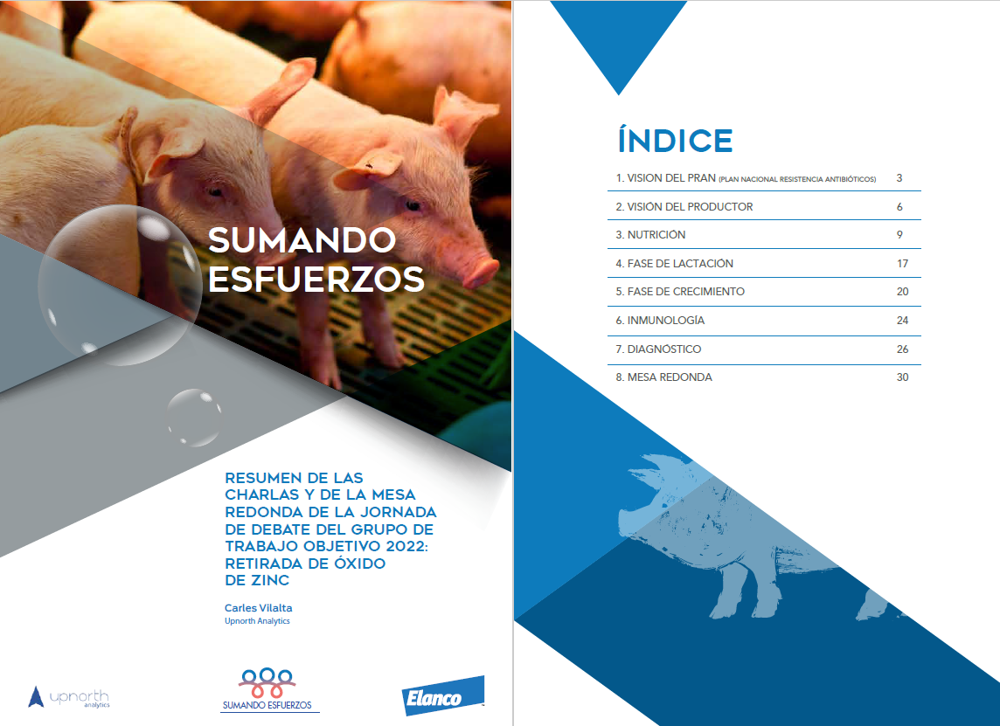 SUMANDO
ESFUERZOS
RESUMEN DE LAS
CHARLAS Y DE LA MESA
REDONDA DE LA JORNADA
DE DEBATE DEL GRUPO DE
TRABAJO OBJETIVO 2022:
RETIRADA DE ÓXIDO
DE ZINC
Carles Vilalta
Upnorth Analytics
upnorth
analytics
SUMANDO ESFUERZOS
Elanco
ÍNDICE
1. VISION DEL PRAN (PLAN NACIONAL RESISTENCIA ANTIBIÓTICOS) 3
2. VISIÓN DEL PRODUCTOR 6
3. NUTRICIÓN 9
4. FASE DE LACTACIÓN 17
5. FASE DE CRECIMIENTO 20
6. INMUNOLOGÍA 24
7. DIAGNÓSTICO 26
8. MESA REDONDA 30